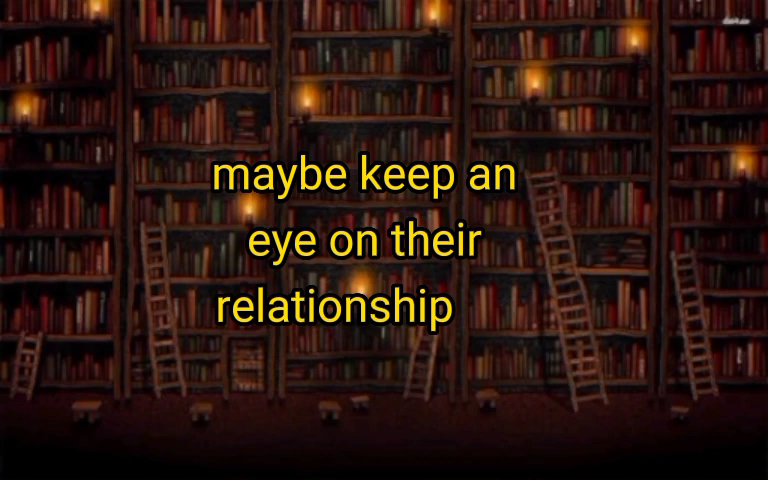 maybe keep an
eye on their
relationship